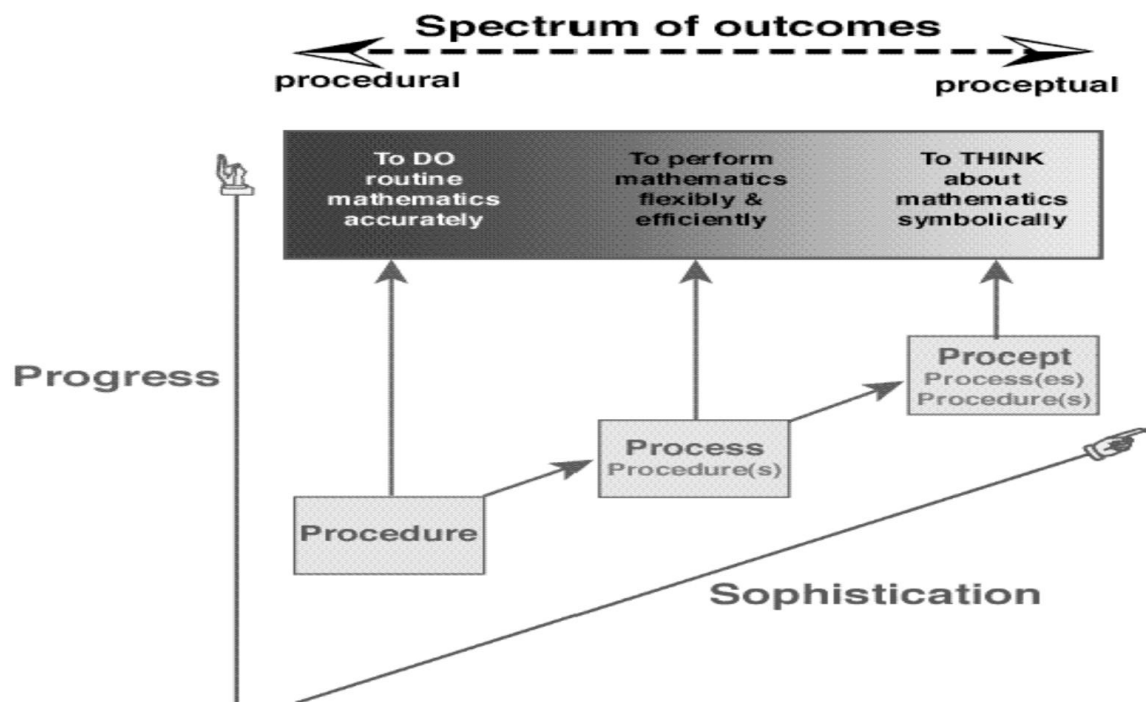 Spectrum of outcomes
procedural
proceptual
To DO
routine
mathematics
accurately
To perform
mathematics
flexibly &
efficiently
To THINK
about
mathematics
symbolically
Progress
Procept
Process(es)
Procedure(s)
Process
Procedure(s)
Procedure
Sophistication